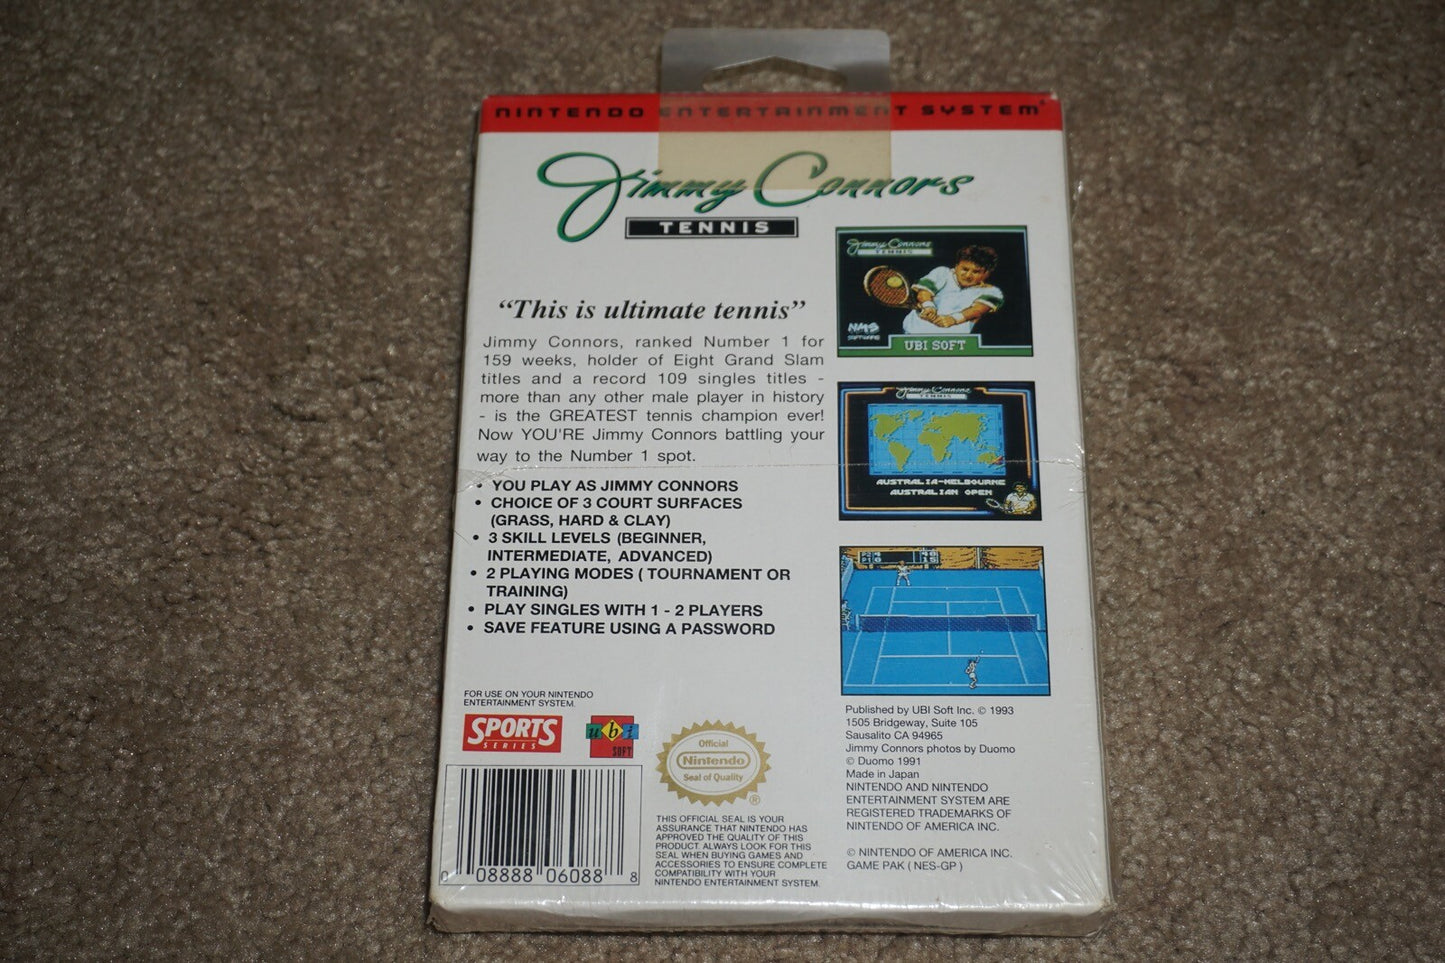 NINTENDO ENTERTAINMENT SYSTEM
Jimmy Connors
TENNIS
"This is ultimate tennis"
Jimmy Connors, ranked Number 1 for
159 weeks, holder of Eight Grand Slam
titles and a record 109 singles titles -
more than any other male player in history
- is the GREATEST tennis champion ever!
Now YOU'RE Jimmy Connors battling your
way to the Number 1 spot.
• YOU PLAY AS JIMMY CONNORS
• CHOICE OF 3 COURT SURFACES
(GRASS, HARD & CLAY)
• 3 SKILL LEVELS (BEGINNER,
INTERMEDIATE, ADVANCED)
• 2 PLAYING MODES ( TOURNAMENT OR
TRAINING)
• PLAY SINGLES WITH 1 - 2 PLAYERS
• SAVE FEATURE USING A PASSWORD
Jimmy Connors
TENNIS
NMS
SOFTWARE
UBI SOFT
Jimmy Connors
TENNIS
AUSTRALIA-MELBOURNE
AUSTRALIAN OPEN
FOR USE ON YOUR NINTENDO
ENTERTAINMENT SYSTEM.
SPORTS
SERIES
ubi
SOFT
0 08888 06088 8
Official
Nintendo
Seal of Quality
®
THIS OFFICIAL SEAL IS YOUR
ASSURANCE THAT NINTENDO HAS
APPROVED THE QUALITY OF THIS
PRODUCT. ALWAYS LOOK FOR THIS
SEAL WHEN BUYING GAMES AND
ACCESSORIES TO ENSURE COMPLETE
COMPATIBILITY WITH YOUR
NINTENDO ENTERTAINMENT SYSTEM.
Published by UBI Soft Inc. © 1993
1505 Bridgeway, Suite 105
Sausalito CA 94965
Jimmy Connors photos by Duomo
© Duomo 1991
Made in Japan
NINTENDO AND NINTENDO
ENTERTAINMENT SYSTEM ARE
REGISTERED TRADEMARKS OF
NINTENDO OF AMERICA INC.
© NINTENDO OF AMERICA INC.
GAME PAK ( NES-GP )